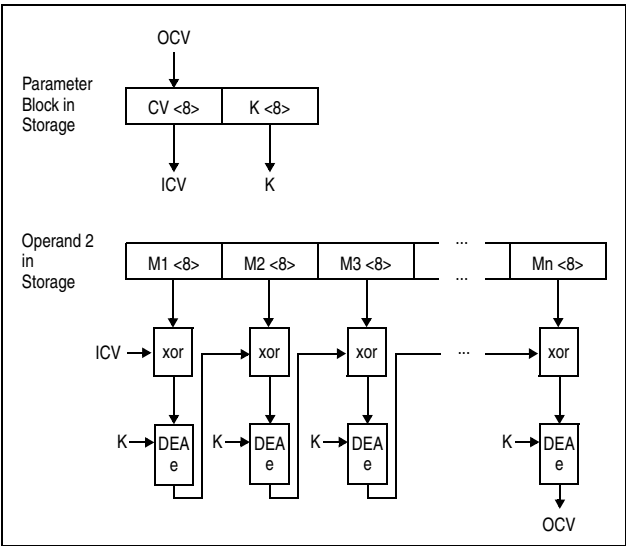 OCV
Parameter
Block in
Storage
CV <8> K <8>
ICV K
Operand 2
in
Storage
M1 <8> M2 <8> M3 <8> ... ... Mn <8>
ICV xor xor xor ... xor
K DEA e K DEA e K DEA e K DEA e
OCV